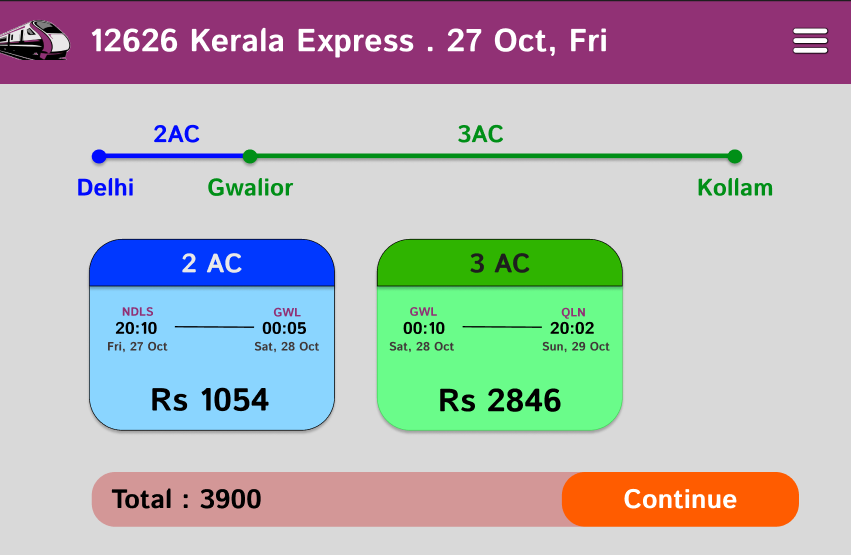 12626 Kerala Express . 27 Oct, Fri
2AC 3AC
Delhi Gwalior Kollam
2 AC
NDLS GWL
20:10 00:05
Fri, 27 Oct Sat, 28 Oct
Rs 1054
3 AC
GWL QLN
00:10 20:02
Sat, 28 Oct Sun, 29 Oct
Rs 2846
Total : 3900
Continue